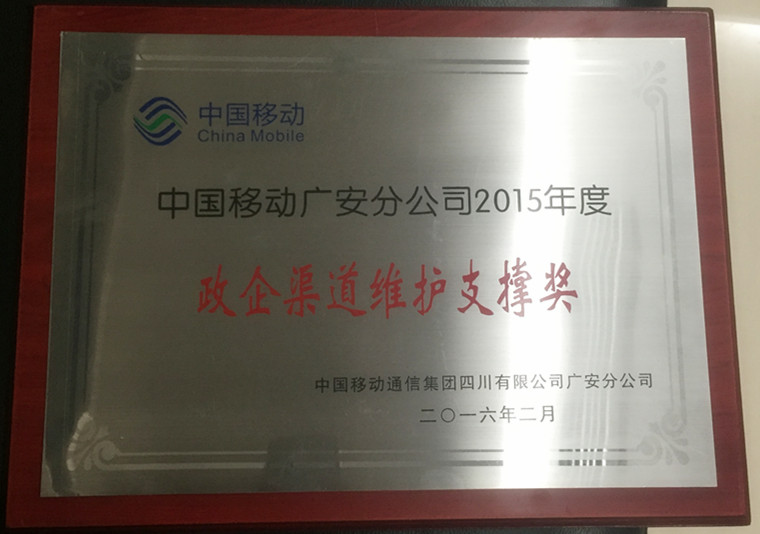 中国移动
China Mobile
中国移动广安分公司2015年度
政企渠道维护支撑奖
中国移动通信集团四川有限公司广安分公司
二〇一六年二月